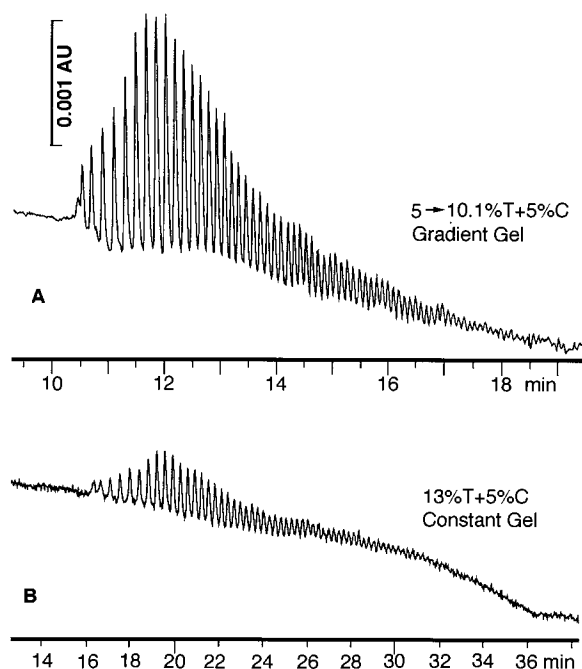 0.001 AU
5→10.1%T+5%C
Gradient Gel
A
10 12 14 16 18 min
13%T+5%C
Constant Gel
B
14 16 18 20 22 24 26 28 30 32 34 36 min